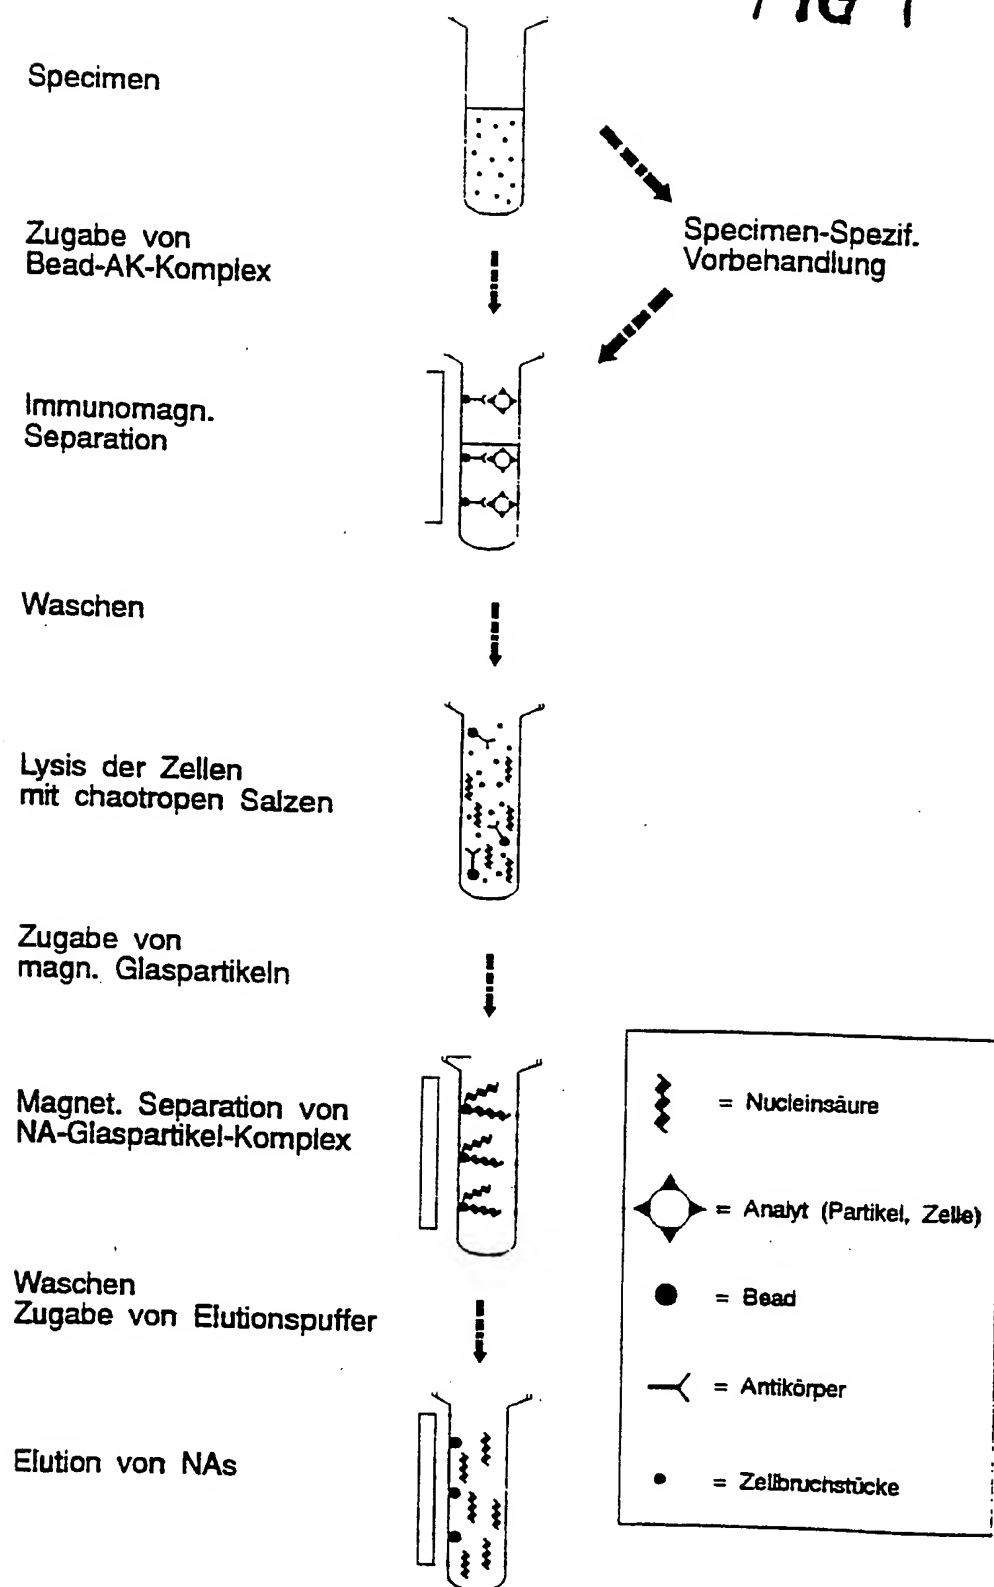 FIG 1
Specimen
Zugabe von
Bead-AK-Komplex
Specimen-Spezif.
Vorbehandlung
Immunomagn.
Separation
Waschen
Lysis der Zellen
mit chaotropen Salzen
Zugabe von
magn. Glaspartikeln
Magnet. Separation von
NA-Glaspartikel-Komplex
Waschen
Zugabe von Elutionspuffer
Elution von NAs
= Nucleinsäure
= Analyt (Partikel, Zelle)
= Bead
= Antikörper
= Zellbruchstücke